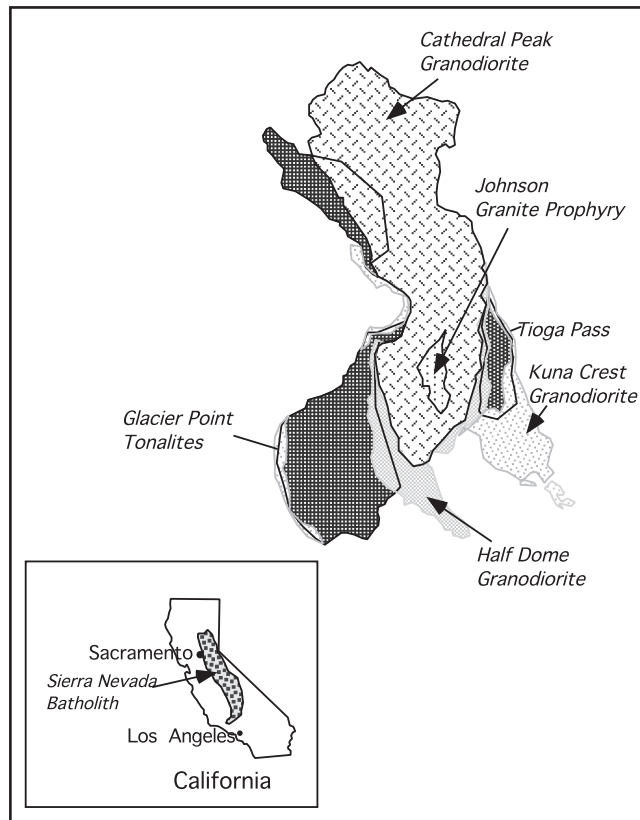 Cathedral Peak
Granodiorite
Johnson
Granite Prophyry
Tioga Pass
Kuna Crest
Granodiorite
Glacier Point
Tonalites
Half Dome
Granodiorite
Sacramento
Sierra Nevada
Batholith
Los Angeles
California